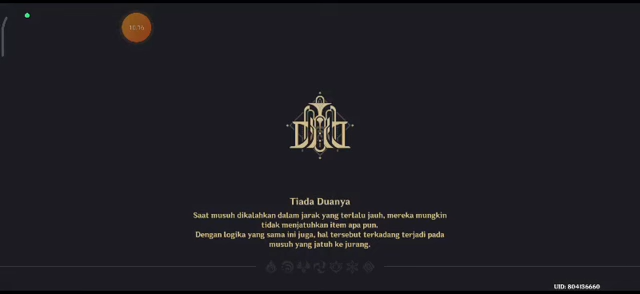 Tiada Duanya
Saat musuh dikalahkan dalam jarak yang terlalu jauh, mereka mungkin
tidak menjatuhkan item apa pun.
Dengan logika yang sama ini juga, hal tersebut terkadang terjadi pada
musuh yang jatuh ke jurang.
UID: 804136660